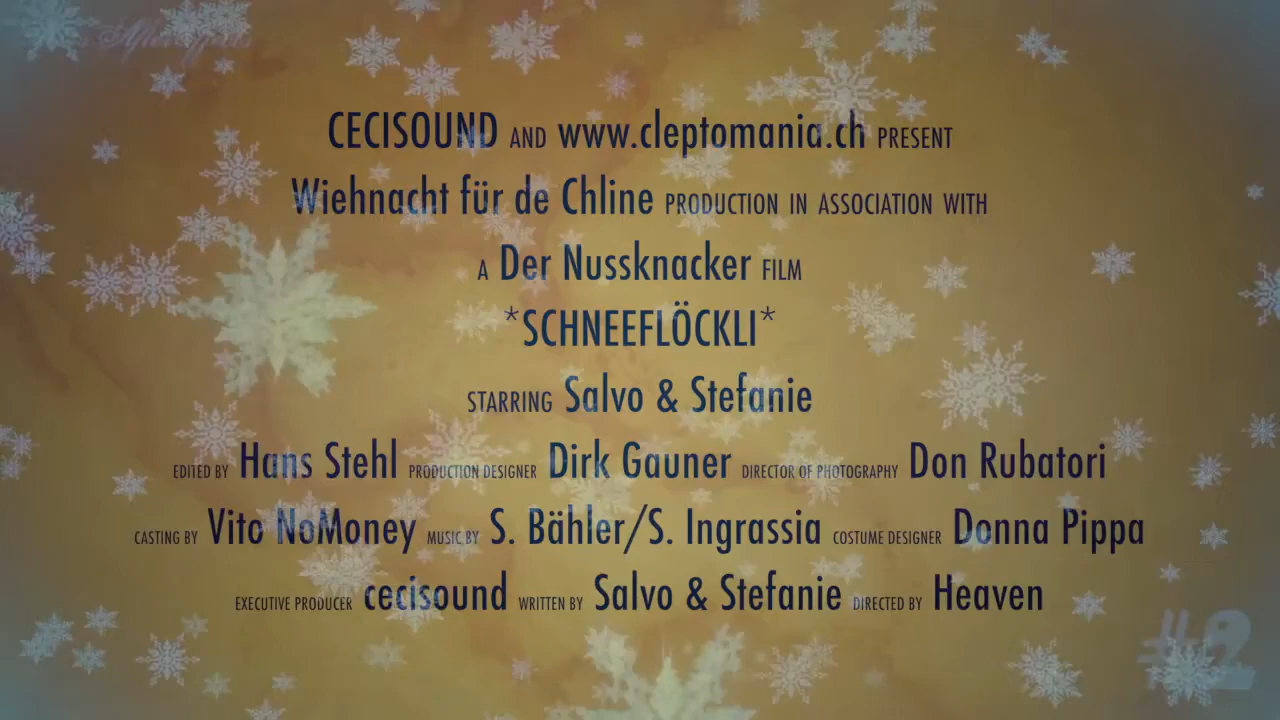 CECISOUND AND www.cleptomania.ch PRESENT
Wiehnacht für de Chline PRODUCTION IN ASSOCIATION WITH
A Der Nussknacker FILM
*SCHNEEFLÖCKLI*
STARRING Salvo & Stefanie
EDITED BY Hans Stehl PRODUCTION DESIGNER Dirk Gauner DIRECTOR OF PHOTOGRAPHY Don Rubatori
CASTING BY Vito NoMoney MUSIC BY S. Bähler/S. Ingrassia COSTUME DESIGNER Donna Pippa
EXECUTIVE PRODUCER cecisound WRITTEN BY Salvo & Stefanie DIRECTED BY Heaven
#2